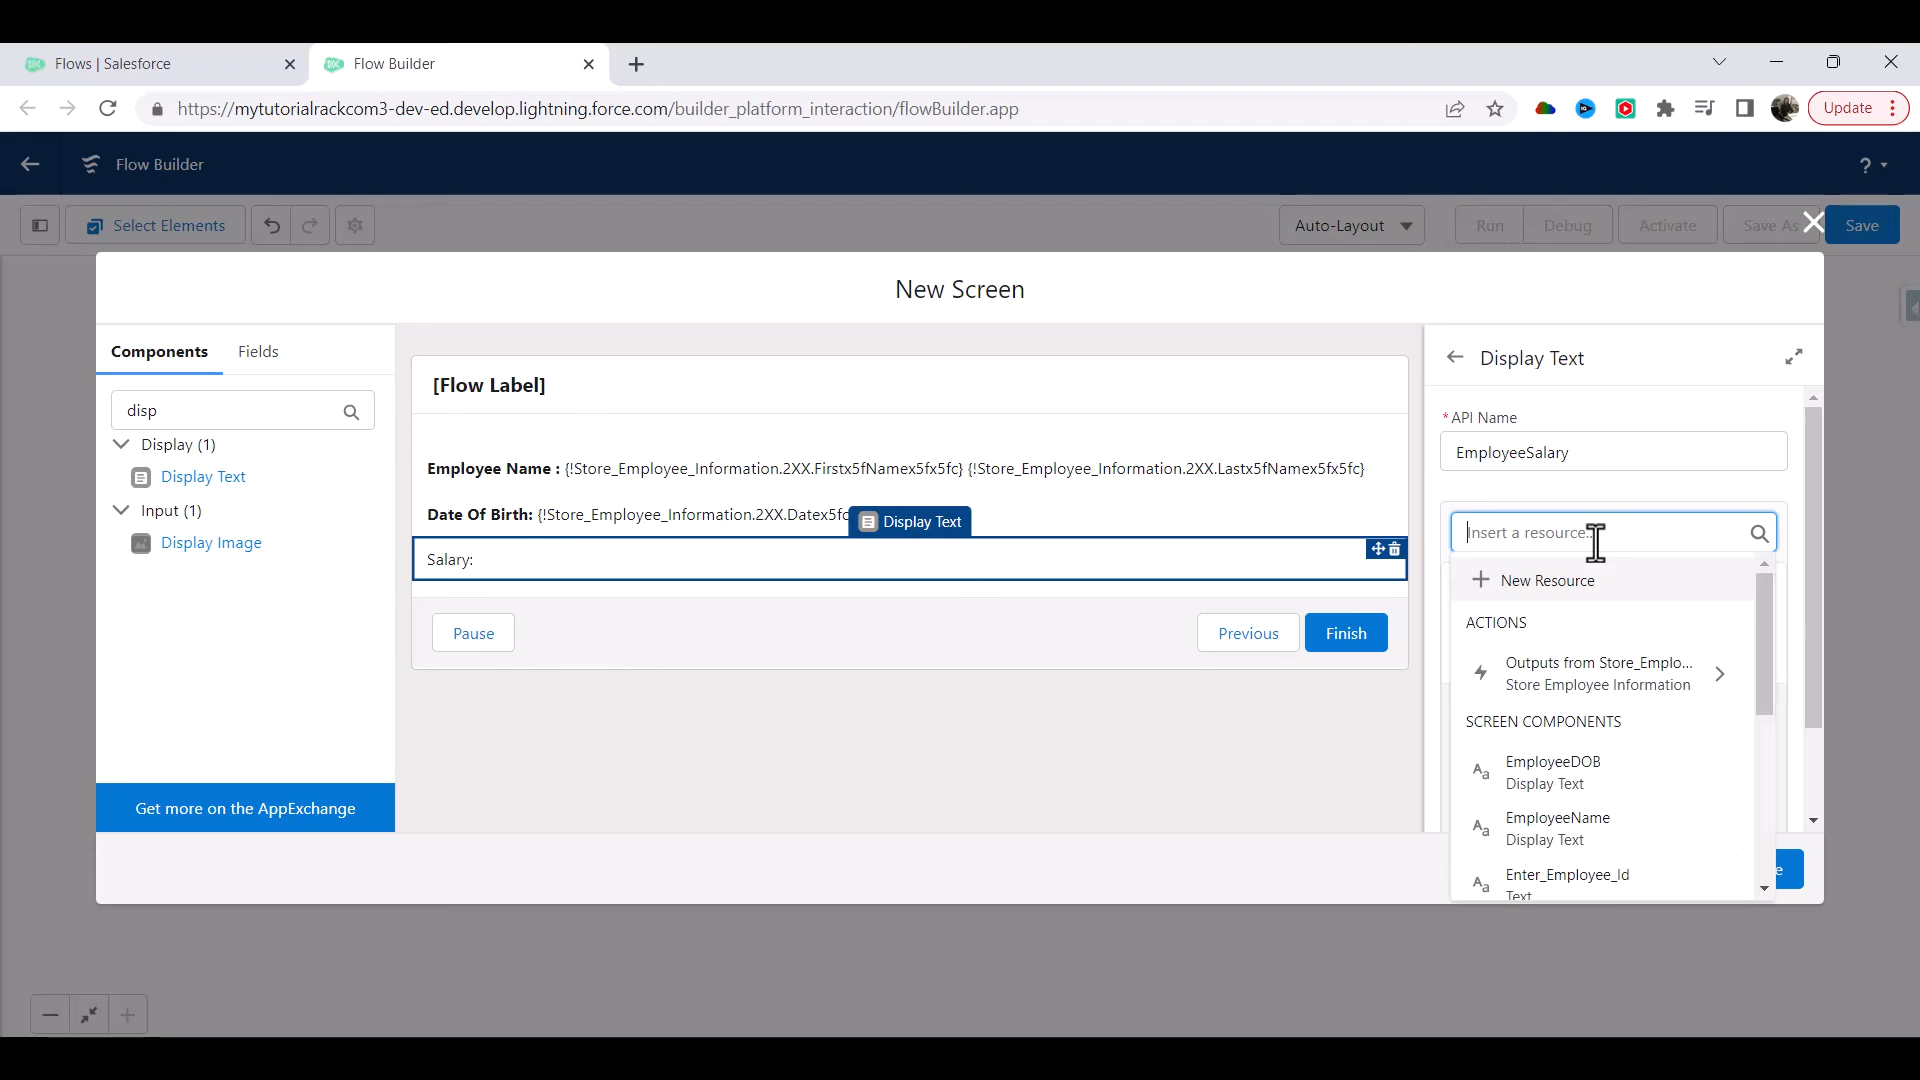 Flows | Salesforce
Flow Builder
https://mytutorialrackcom3-dev-ed.develop.lightning.force.com/builder_platform_interaction/flowBuilder.app
Update
Flow Builder
?
Select Elements
Auto-Layout
Run
Debug
Activate
Save As
Save
New Screen
Components
Fields
disp
Display (1)
Display Text
Input (1)
Display Image
Get more on the AppExchange
[Flow Label]
Employee Name : {!Store_Employee_Information.2XX.Firstx5fNamex5fx5fc} {!Store_Employee_Information.2XX.Lastx5fNamex5fx5fc}
Date Of Birth: {!Store_Employee_Information.2XX.Datex5fc
Display Text
Salary:
Pause
Previous
Finish
Display Text
* API Name
EmployeeSalary
Insert a resource...
New Resource
ACTIONS
Outputs from Store_Emplo...
Store Employee Information
SCREEN COMPONENTS
Aa
EmployeeDOB
Display Text
Aa
EmployeeName
Display Text
Aa
Enter_Employee_Id
Text
e